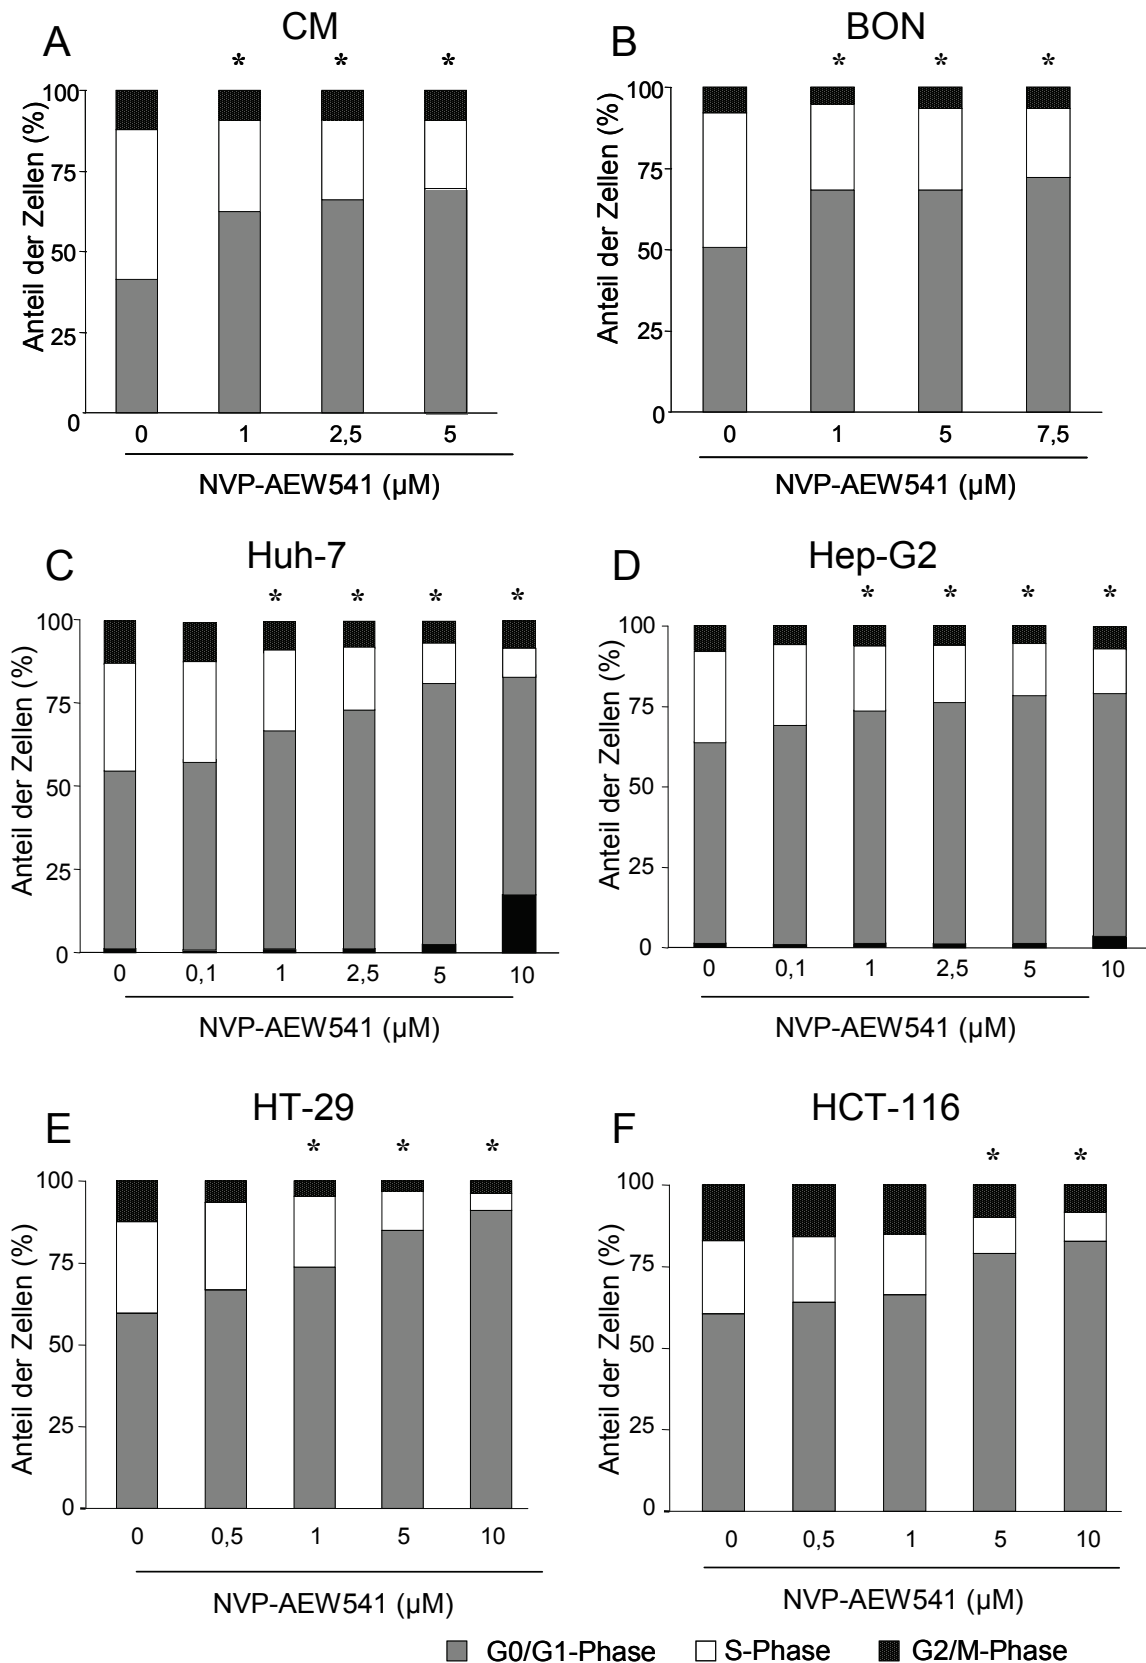 A CM
* * *
Anteil der Zellen (%)
100
75
50
25
0
0 1 2,5 5
NVP-AEW541 (µM)
B BON
* * *
Anteil der Zellen (%)
100
75
50
25
0
0 1 5 7,5
NVP-AEW541 (µM)
C Huh-7
* * * *
Anteil der Zellen (%)
100
75
50
25
0
0 0,1 1 2,5 5 10
NVP-AEW541 (µM)
D Hep-G2
* * * *
Anteil der Zellen (%)
100
75
50
25
0
0 0,1 1 2,5 5 10
NVP-AEW541 (µM)
E HT-29
* * *
Anteil der Zellen (%)
100
75
50
25
0
0 0,5 1 5 10
NVP-AEW541 (µM)
F HCT-116
* *
Anteil der Zellen (%)
100
75
50
25
0
0 0,5 1 5 10
NVP-AEW541 (µM)
G0/G1-Phase S-Phase G2/M-Phase